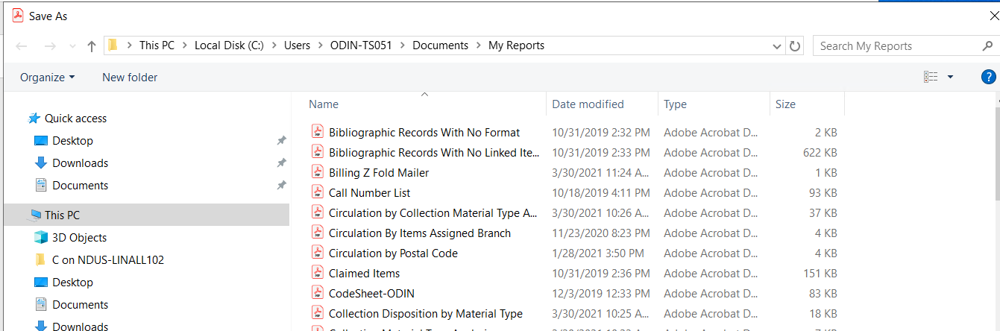 Save As
This PC > Local Disk (C:) > Users > ODIN-TS051 > Documents > My Reports
Search My Reports
Organize
New folder
?
Quick access
Desktop
Downloads
Documents
This PC
3D Objects
C on NDUS-LINALL102
Desktop
Documents
Downloads
Name Date modified Type Size
Bibliographic Records With No Format 10/31/2019 2:32 PM Adobe Acrobat D... 2 KB
Bibliographic Records With No Linked Ite... 10/31/2019 2:33 PM Adobe Acrobat D... 622 KB
Billing Z Fold Mailer 3/30/2021 11:24 A... Adobe Acrobat D... 1 KB
Call Number List 10/18/2019 4:11 PM Adobe Acrobat D... 93 KB
Circulation by Collection Material Type A... 3/30/2021 10:26 A... Adobe Acrobat D... 37 KB
Circulation By Items Assigned Branch 11/23/2020 8:23 PM Adobe Acrobat D... 4 KB
Circulation by Postal Code 1/28/2021 3:50 PM Adobe Acrobat D... 4 KB
Claimed Items 10/31/2019 2:36 PM Adobe Acrobat D... 151 KB
CodeSheet-ODIN 12/3/2019 12:33 PM Adobe Acrobat D... 83 KB
Collection Disposition by Material Type 3/30/2021 10:25 A... Adobe Acrobat D... 18 KB